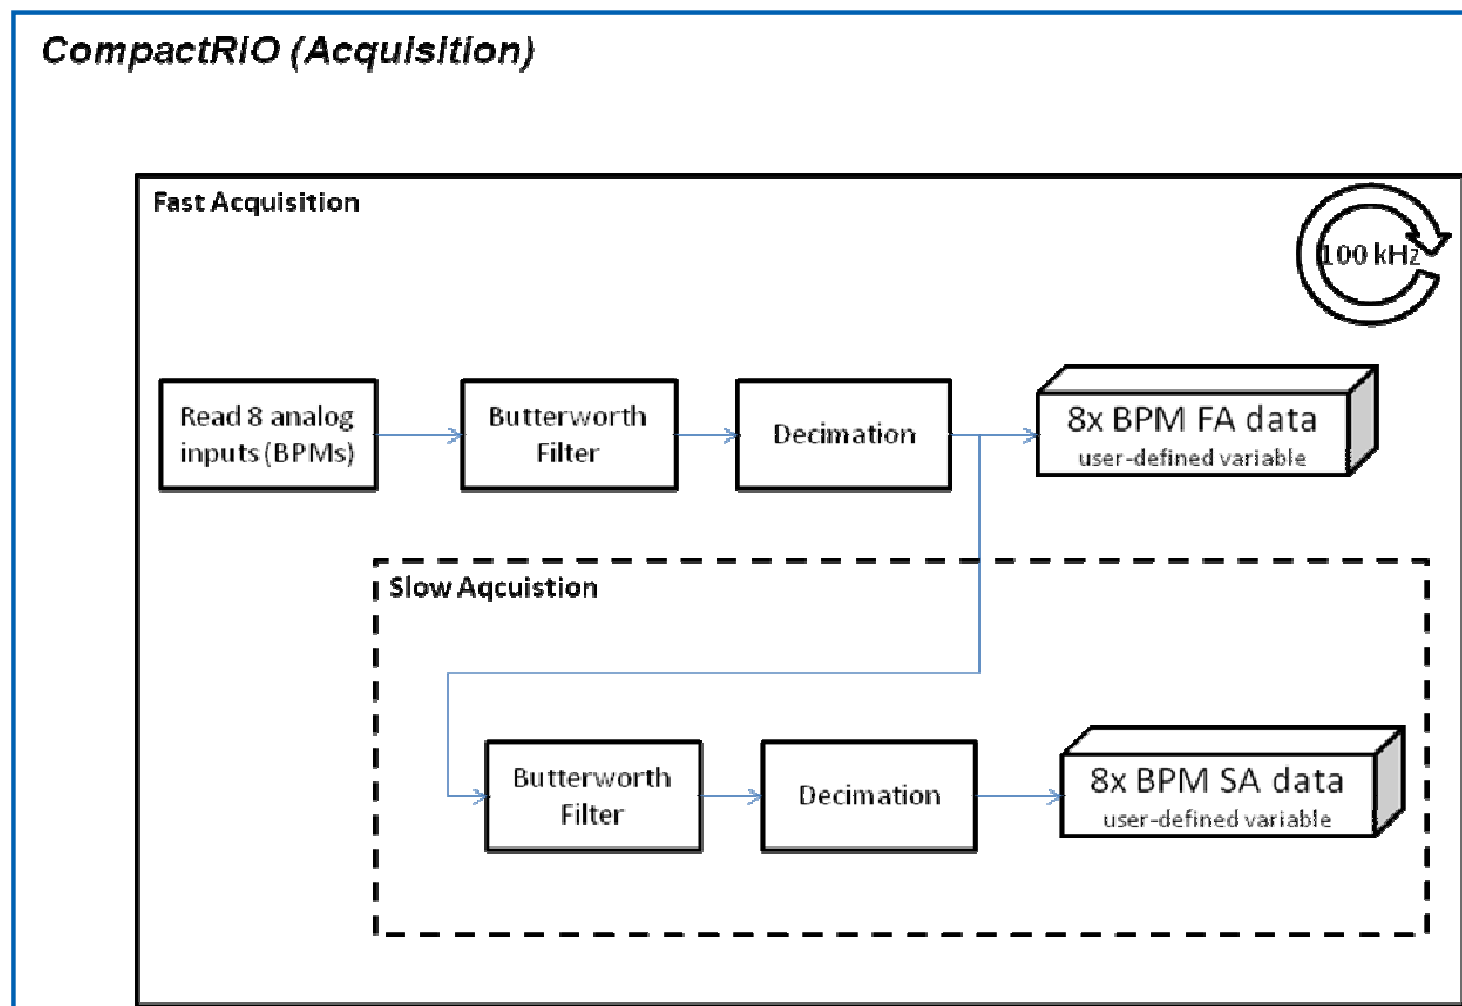 CompactRIO (Acquisition)
Fast Acquisition
100 kHz
Read 8 analog
inputs (BPMs)
Butterworth
Filter
Decimation
8x BPM FA data
user-defined variable
Slow Aqcuistion
Butterworth
Filter
Decimation
8x BPM SA data
user-defined variable